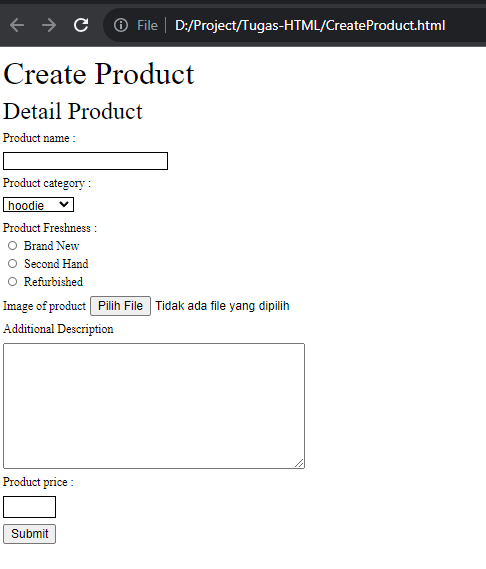 File D:/Project/Tugas-HTML/CreateProduct.html
Create Product
Detail Product
Product name :
Product category :
hoodie
Product Freshness :
Brand New
Second Hand
Refurbished
Image of product Pilih File Tidak ada file yang dipilih
Additional Description
Product price :
Submit